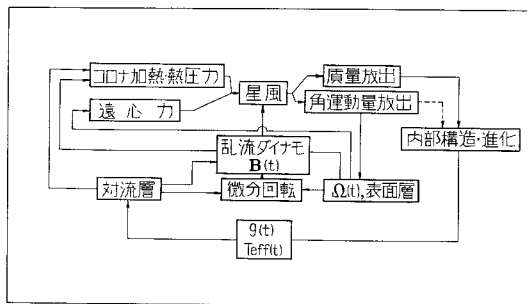 コロナ加熱・熱圧力
遠心力
星風
質量放出
角運動量放出
内部構造・進化
乱流ダイナモ
B(t)
対流層
微分回転
Ω(t),表面層
g(t)
Teff(t)